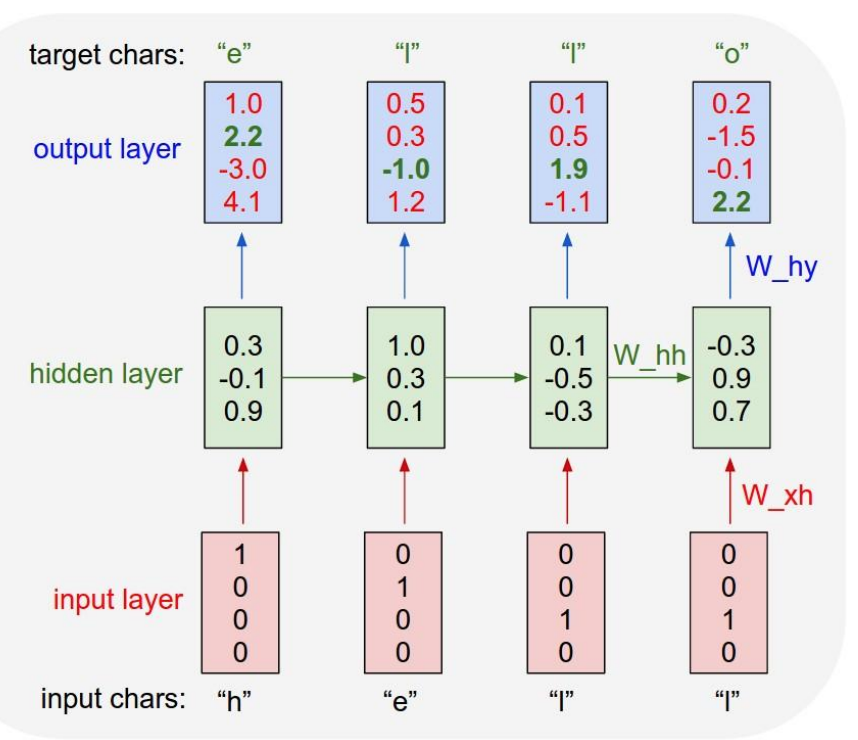 target chars: “e” “l” “l” “o”
1.0 0.5 0.1 0.2
2.2 0.3 0.5 -1.5
output layer
-3.0 -1.0 1.9 -0.1
4.1 1.2 -1.1 2.2
W_hy
0.3 1.0 0.1 -0.3
W_hh
hidden layer -0.1 0.3 -0.5 0.9
0.9 0.1 -0.3 0.7
W_xh
1 0 0 0
0 1 0 0
input layer
0 0 1 1
0 0 0 0
input chars: “h” “e” “l” “l”